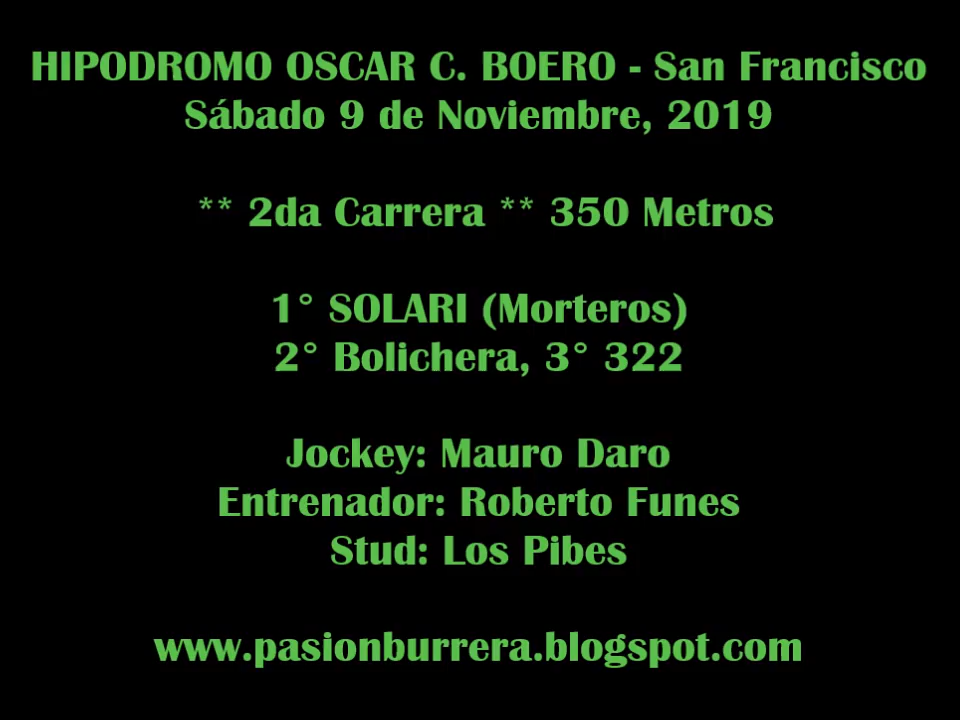 HIPODROMO OSCAR C. BOERO - San Francisco
Sábado 9 de Noviembre, 2019
** 2da Carrera ** 350 Metros
1° SOLARI (Morteros)
2° Bolichera, 3° 322
Jockey: Mauro Daro
Entrenador: Roberto Funes
Stud: Los Pibes
www.pasionburrera.blogspot.com